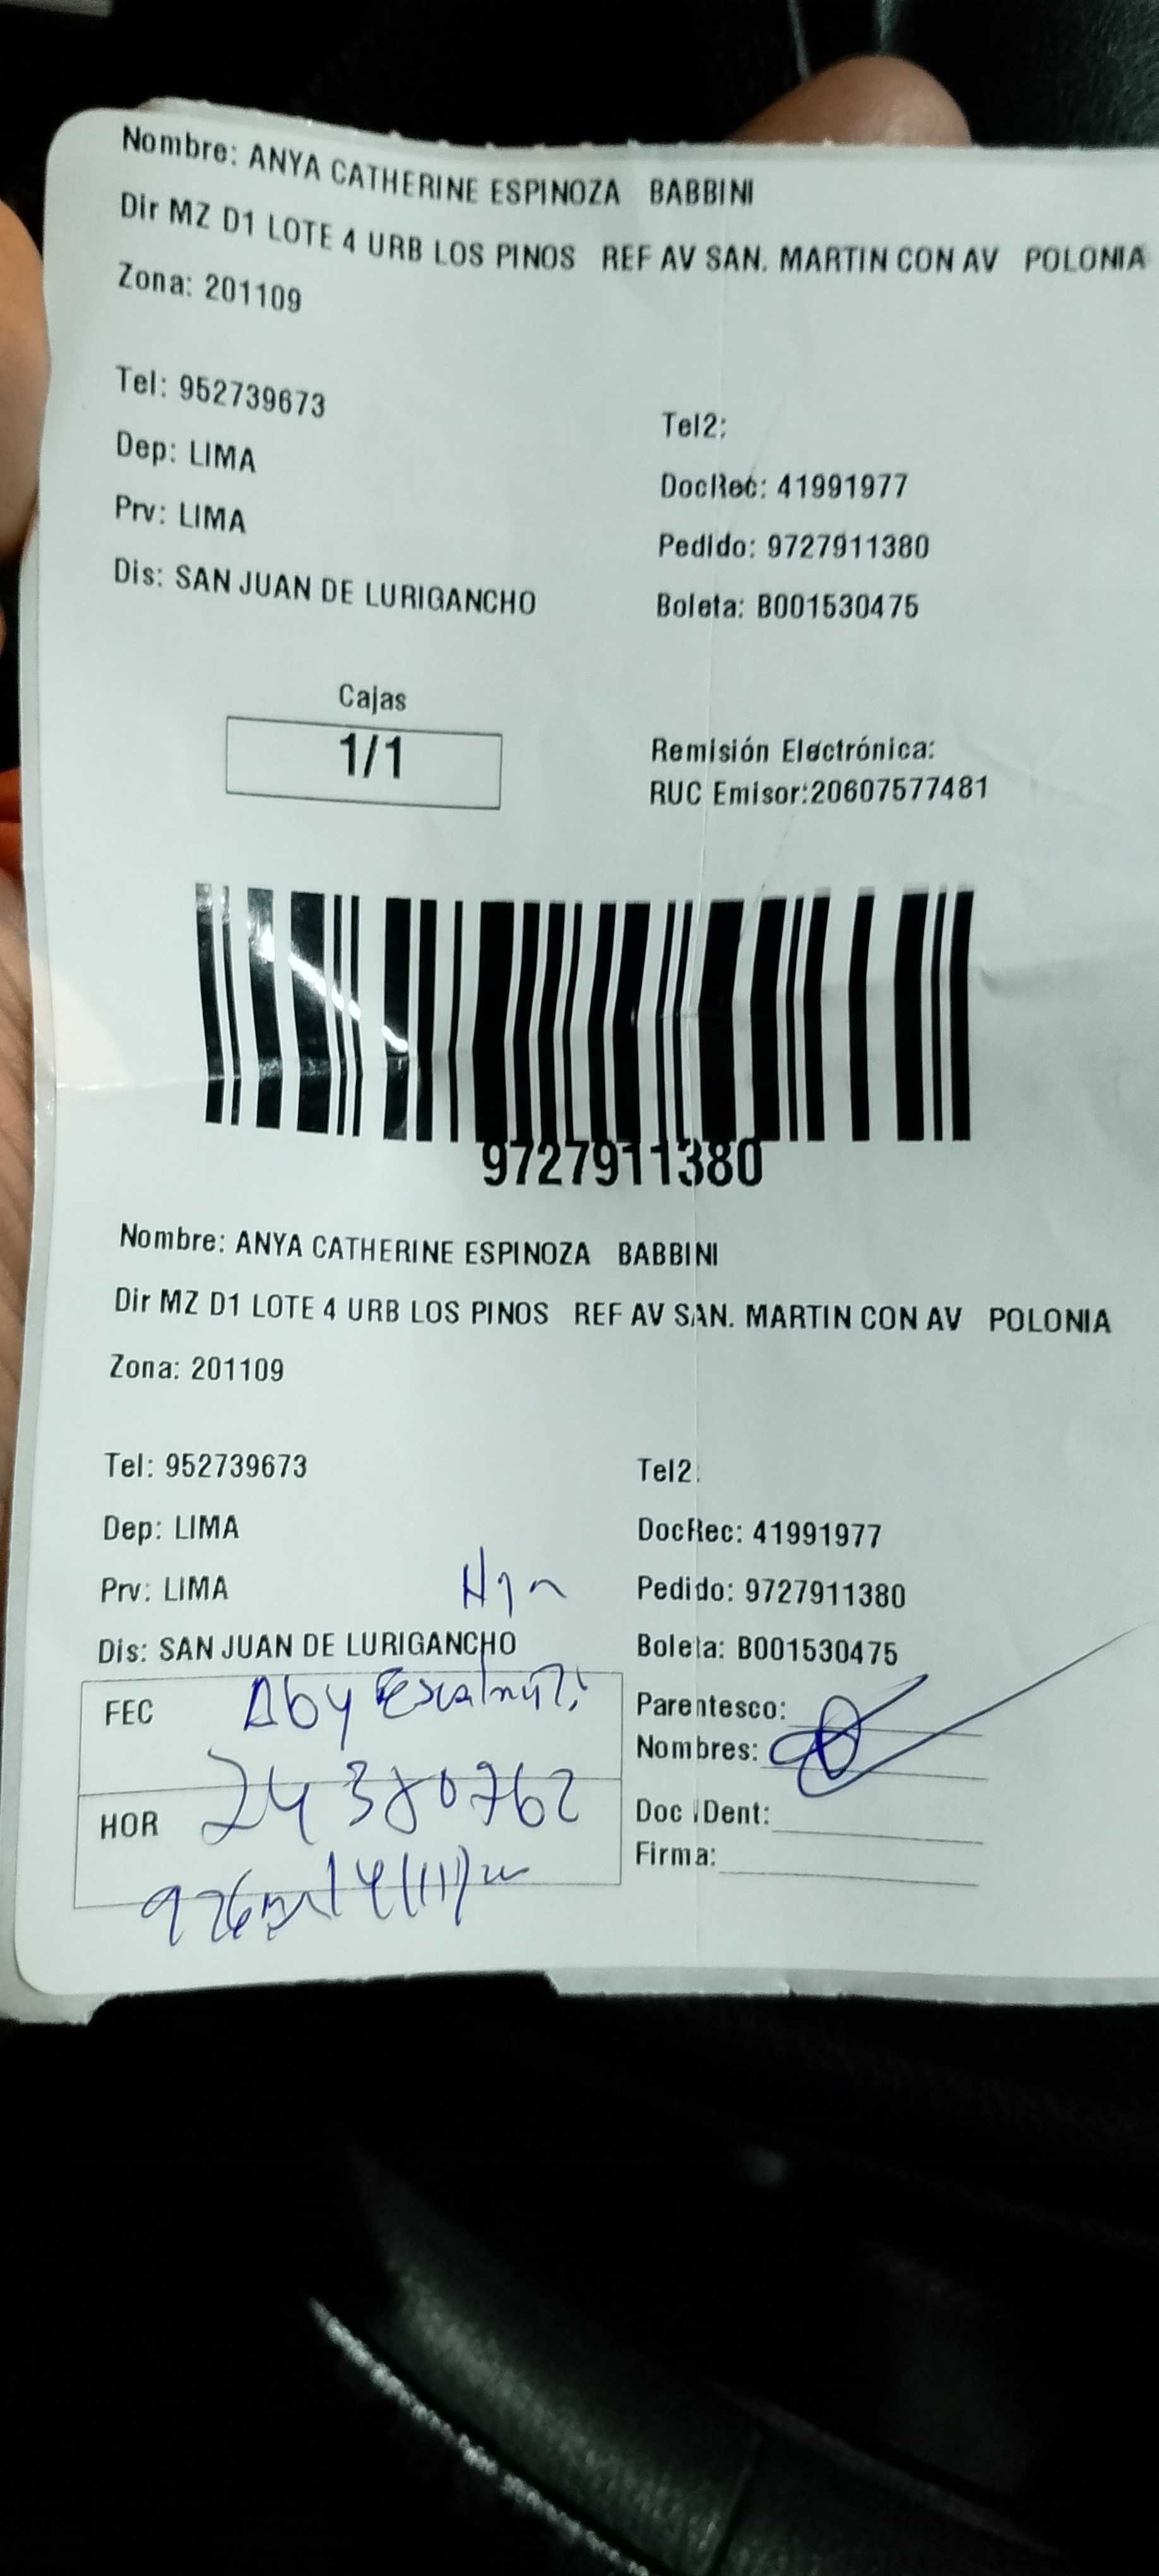 Nombre: ANYA CATHERINE ESPINOZA BABBINI
Dir MZ D1 LOTE 4 URB LOS PINOS REF AV SAN. MARTIN CON AV POLONIA
Zona: 201109
Tel: 952739673
Tel2:
Dep: LIMA
DocRec: 41991977
Prv: LIMA
Pedido: 9727911380
Dis: SAN JUAN DE LURIGANCHO
Boleta: B001530475
Cajas
1/1
Remisión Electrónica:
RUC Emisor:20607577481
9727911380
Nombre: ANYA CATHERINE ESPINOZA BABBINI
Dir MZ D1 LOTE 4 URB LOS PINOS REF AV SAN. MARTIN CON AV POLONIA
Zona: 201109
Tel: 952739673
Tel2:
Dep: LIMA
DocRec: 41991977
Prv: LIMA
Pedido: 9727911380
Dis: SAN JUAN DE LURIGANCHO
Boleta: B001530475
FEC
Parentesco:
Nombres:
HOR
24380762
Doc IDent:
Firma: